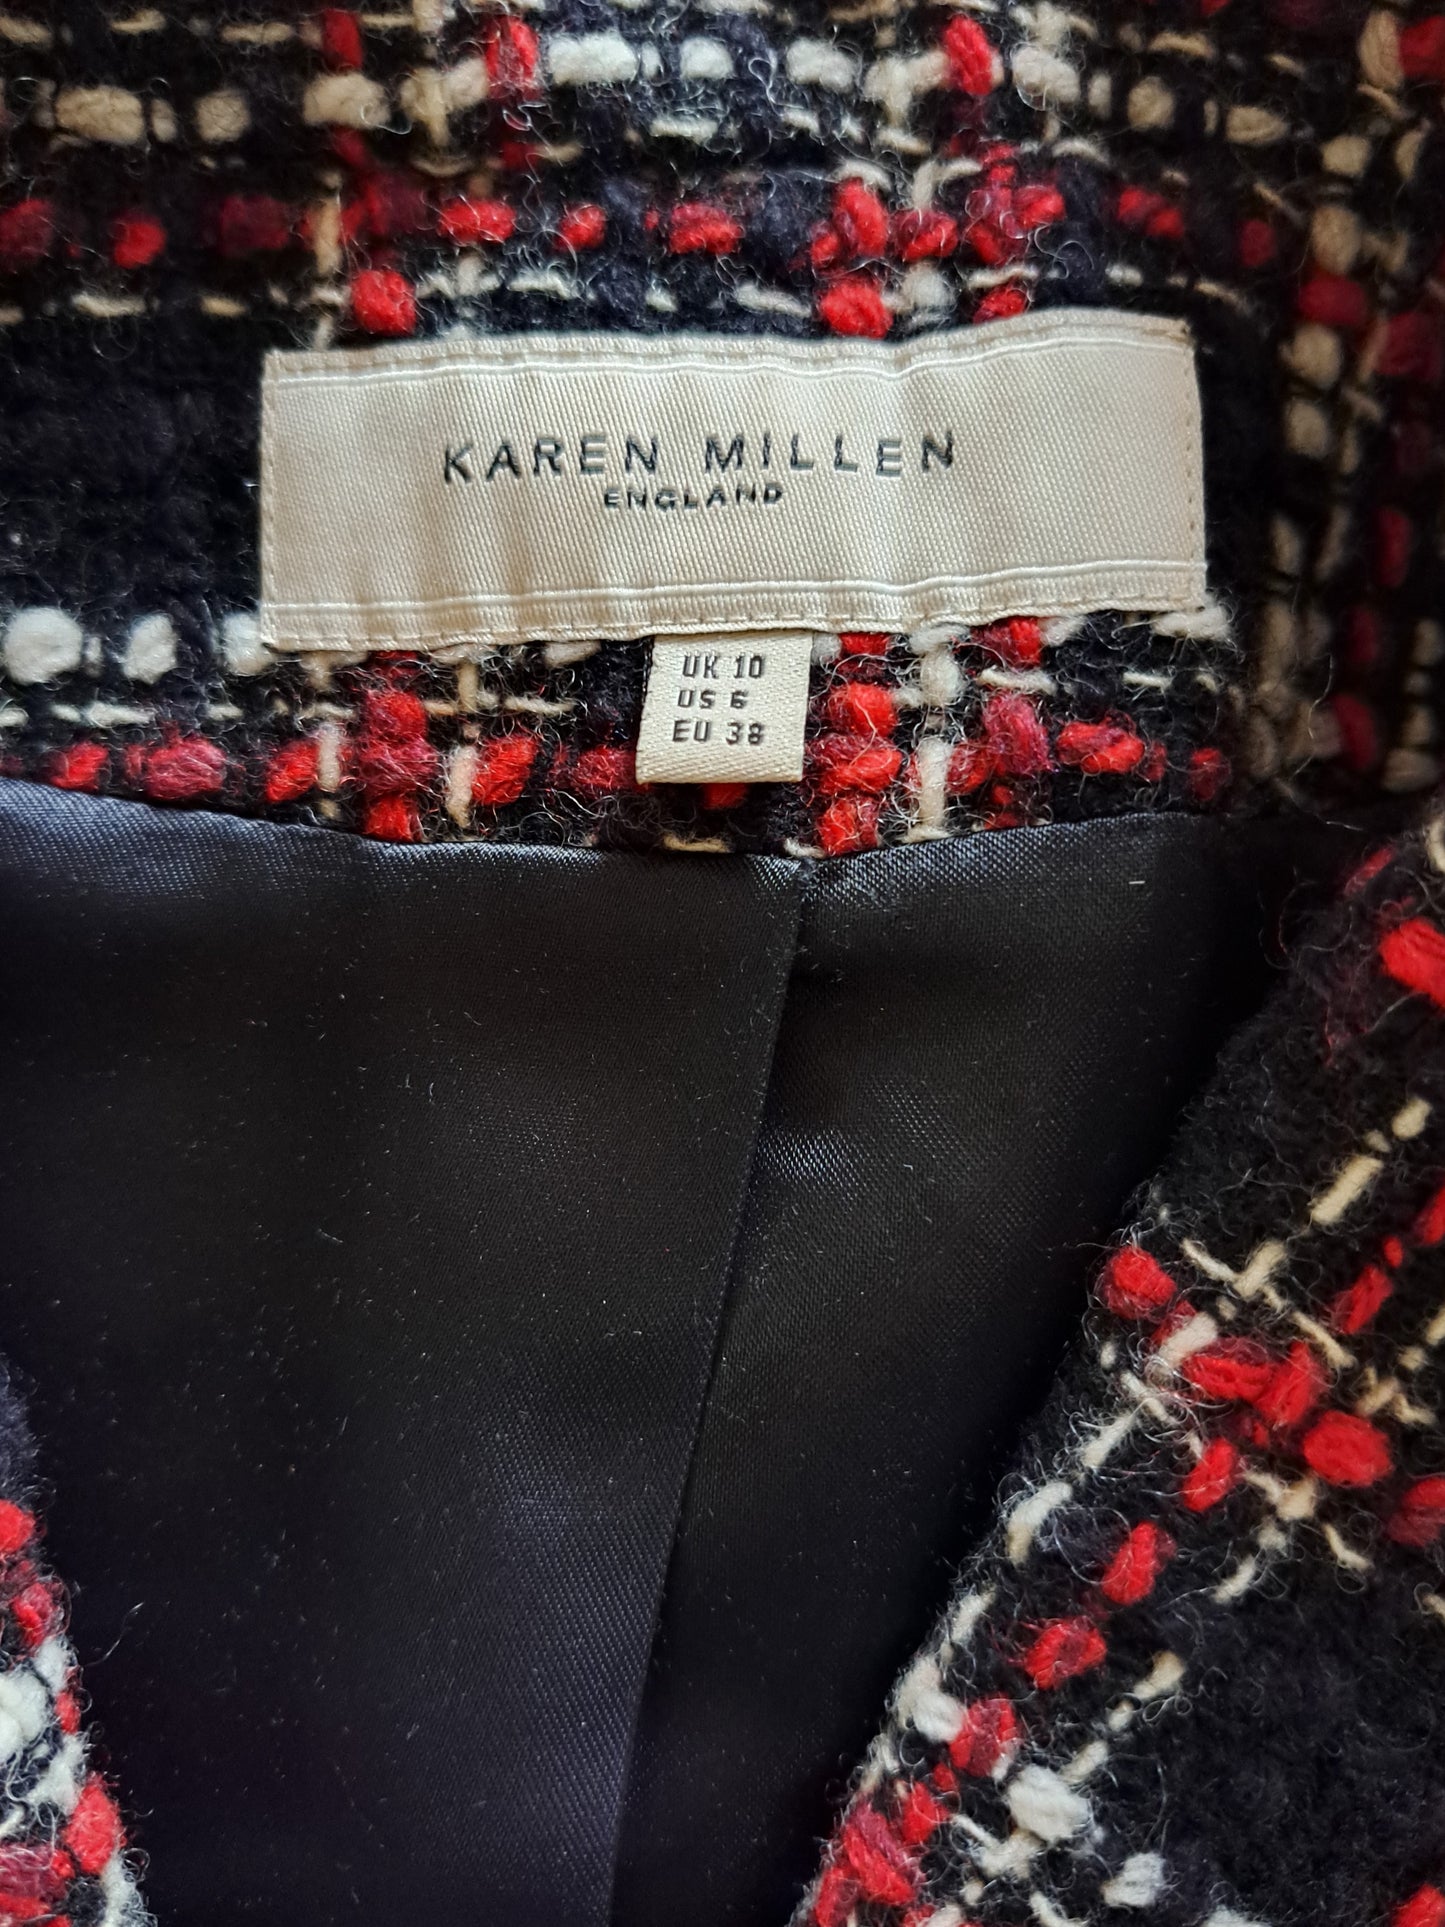 KAREN MILLEN
ENGLAND
UK 10
US 6
EU 38